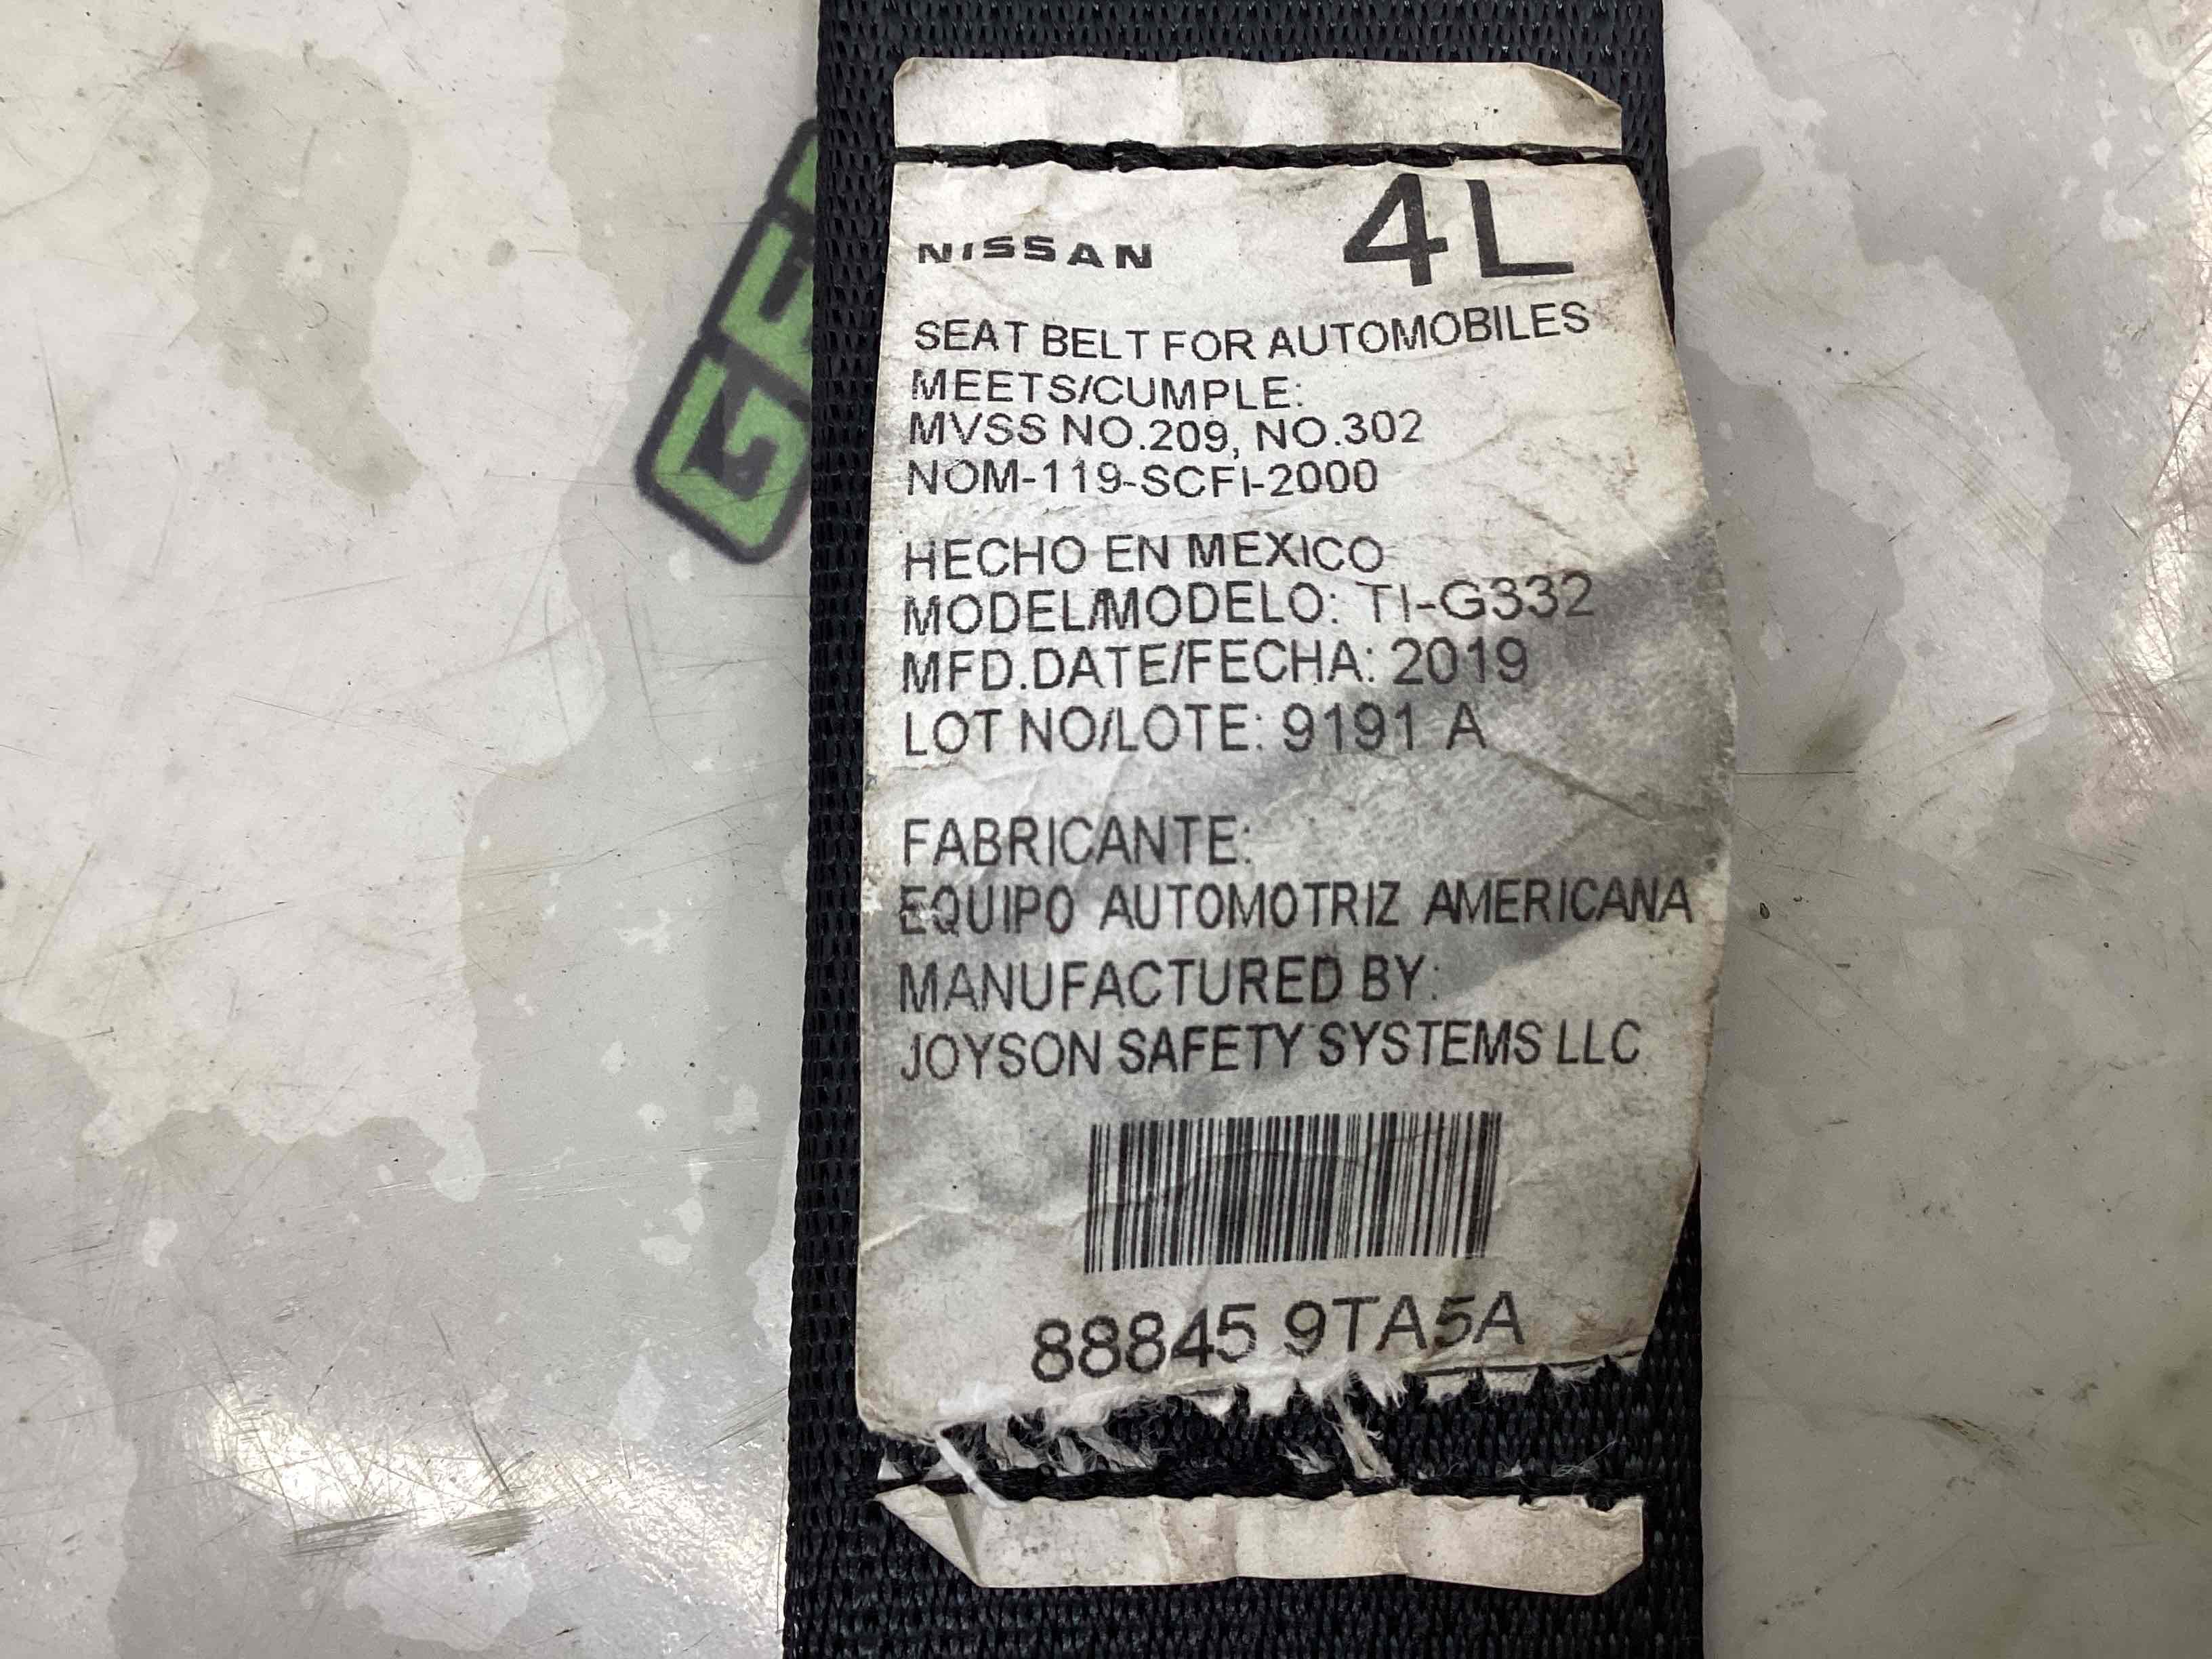 NISSAN 4L
SEAT BELT FOR AUTOMOBILES
MEETS/CUMPLE:
MVSS NO.209, NO.302
NOM-119-SCFI-2000
HECHO EN MEXICO
MODEL/MODELO: TI-G332
MFD.DATE/FECHA: 2019
LOT NO/LOTE: 9191 A
FABRICANTE:
EQUIPO AUTOMOTRIZ AMERICANA
MANUFACTURED BY:
JOYSON SAFETY SYSTEMS LLC
88845 9TA5A